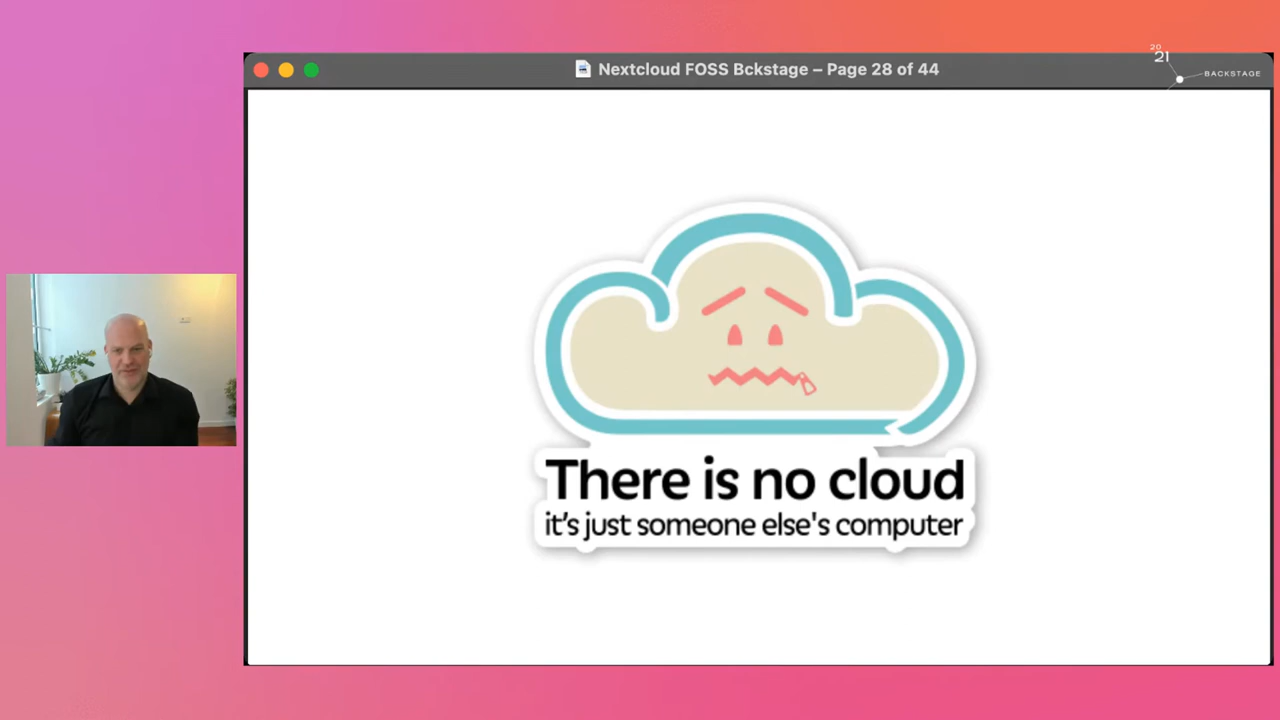 Nextcloud FOSS Bckstage – Page 28 of 44
20
21
BACKSTAGE
There is no cloud
it's just someone else's computer